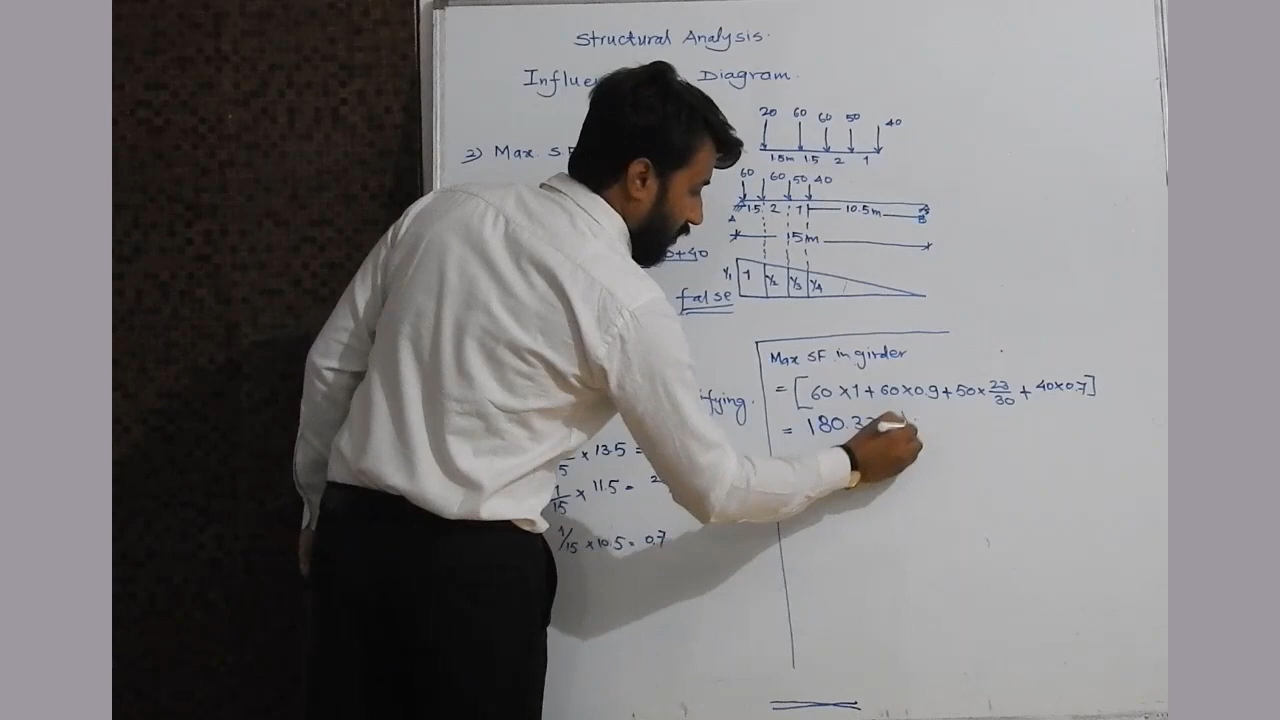 Structural Analysis.
Diagram.
2) Max. S.
20 60 60 50 40
1.5m 1.5 2 1
60 60 50 40
1.5 2 1 10.5m
A B
15m
0+40
y1 1 y2 y3 y4
false
Max SF in girder
= [60 × 1 + 60 × 0.9 + 50 × 23/30 + 40 × 0.7]
= 180.3
5 × 13.5 =
1/15 × 11.5 = 2
1/15 × 10.5 = 0.7